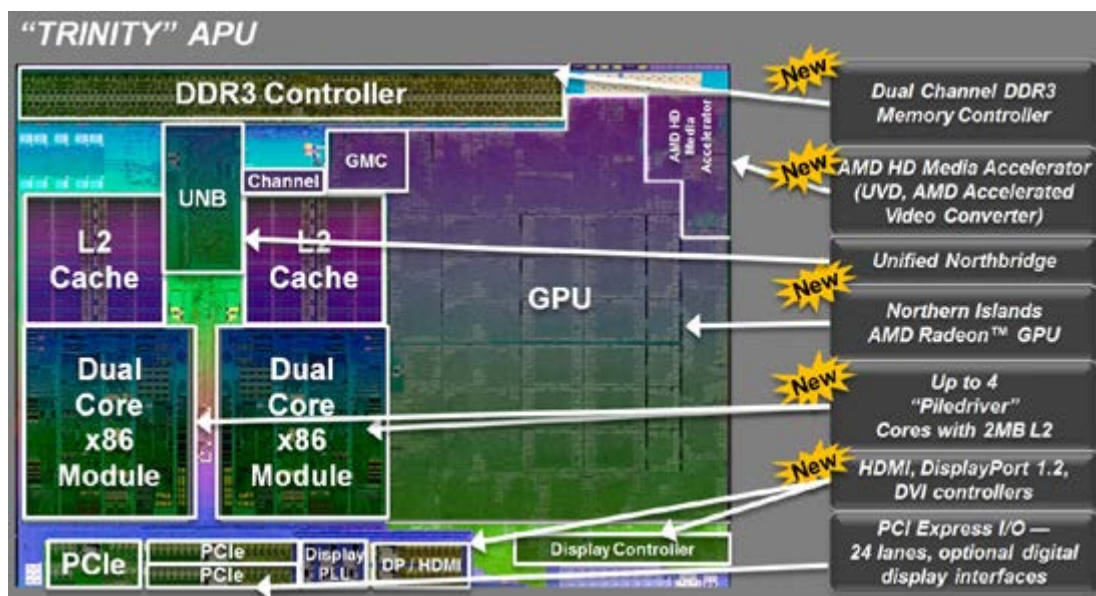 “TRINITY” APU
DDR3 Controller
UNB
Channel
GMC
AMD HD
Media
Accelerator
L2
Cache
L2
Cache
GPU
Dual
Core
x86
Module
Dual
Core
x86
Module
PCIe
PCIe
PCIe
Display
PLL
DP / HDMI
Display Controller
New
Dual Channel DDR3
Memory Controller
New
AMD HD Media Accelerator
(UVD, AMD Accelerated
Video Converter)
Unified Northbridge
New
Northern Islands
AMD Radeon™ GPU
New
Up to 4
“Piledriver”
Cores with 2MB L2
New
HDMI, DisplayPort 1.2,
DVI controllers
PCI Express I/O —
24 lanes, optional digital
display interfaces